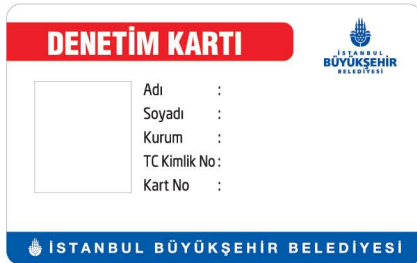 DENETİM KARTI
İSTANBUL
BÜYÜKŞEHİR
BELEDİYESİ
Adı :
Soyadı :
Kurum :
TC Kimlik No :
Kart No :
İSTANBUL BÜYÜKŞEHİR BELEDİYESİ